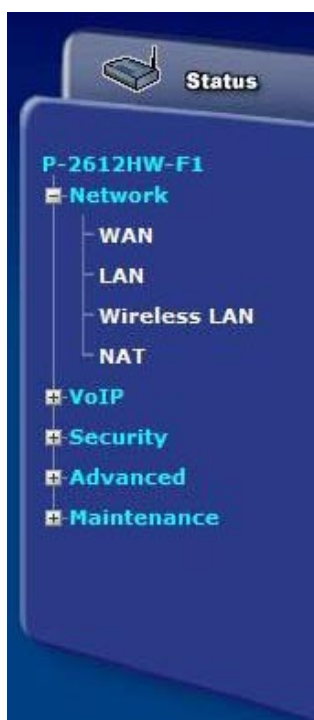 Status
P-2612HW-F1
Network
WAN
LAN
Wireless LAN
NAT
VoIP
Security
Advanced
Maintenance